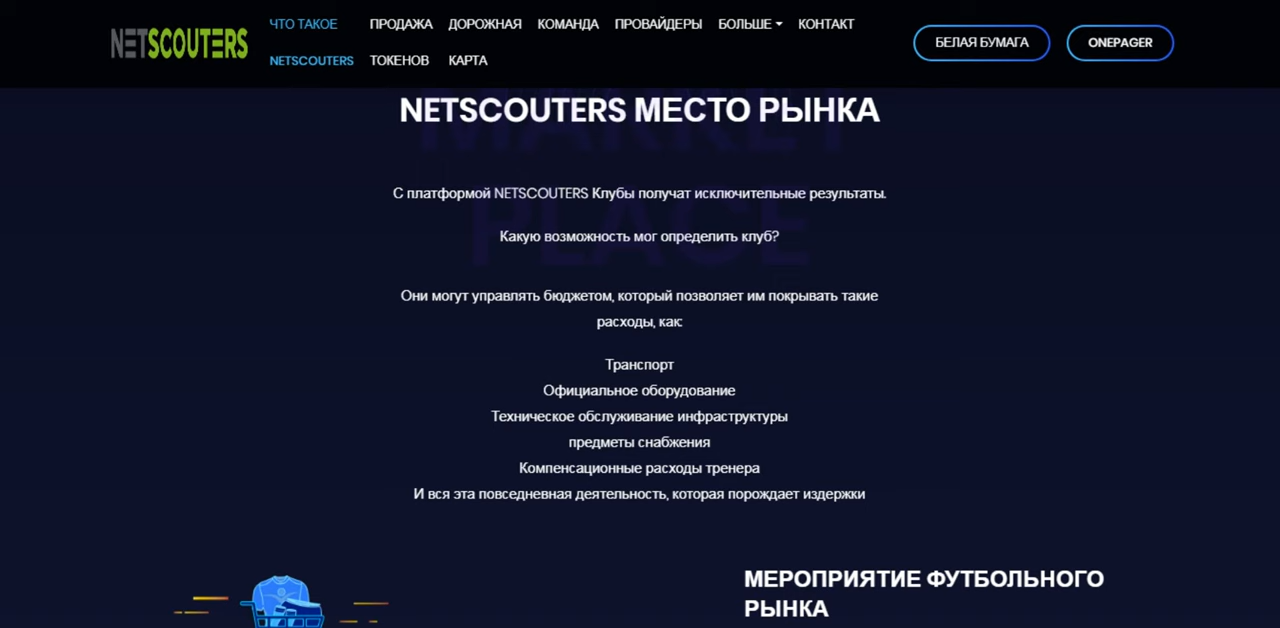 NETSCOUTERS
ЧТО ТАКОЕ
NETSCOUTERS
ПРОДАЖА
ТОКЕНОВ
ДОРОЖНАЯ
КАРТА
КОМАНДА
ПРОВАЙДЕРЫ
БОЛЬШЕ
КОНТАКТ
БЕЛАЯ БУМАГА
ONEPAGER
MARKET
PLACE
NETSCOUTERS МЕСТО РЫНКА
С платформой NETSCOUTERS Клубы получат исключительные результаты.
Какую возможность мог определить клуб?
Они могут управлять бюджетом, который позволяет им покрывать такие
расходы, как:
Транспорт
Официальное оборудование
Техническое обслуживание инфраструктуры
предметы снабжения
Компенсационные расходы тренера
И вся эта повседневная деятельность, которая порождает издержки
МЕРОПРИЯТИЕ ФУТБОЛЬНОГО
РЫНКА